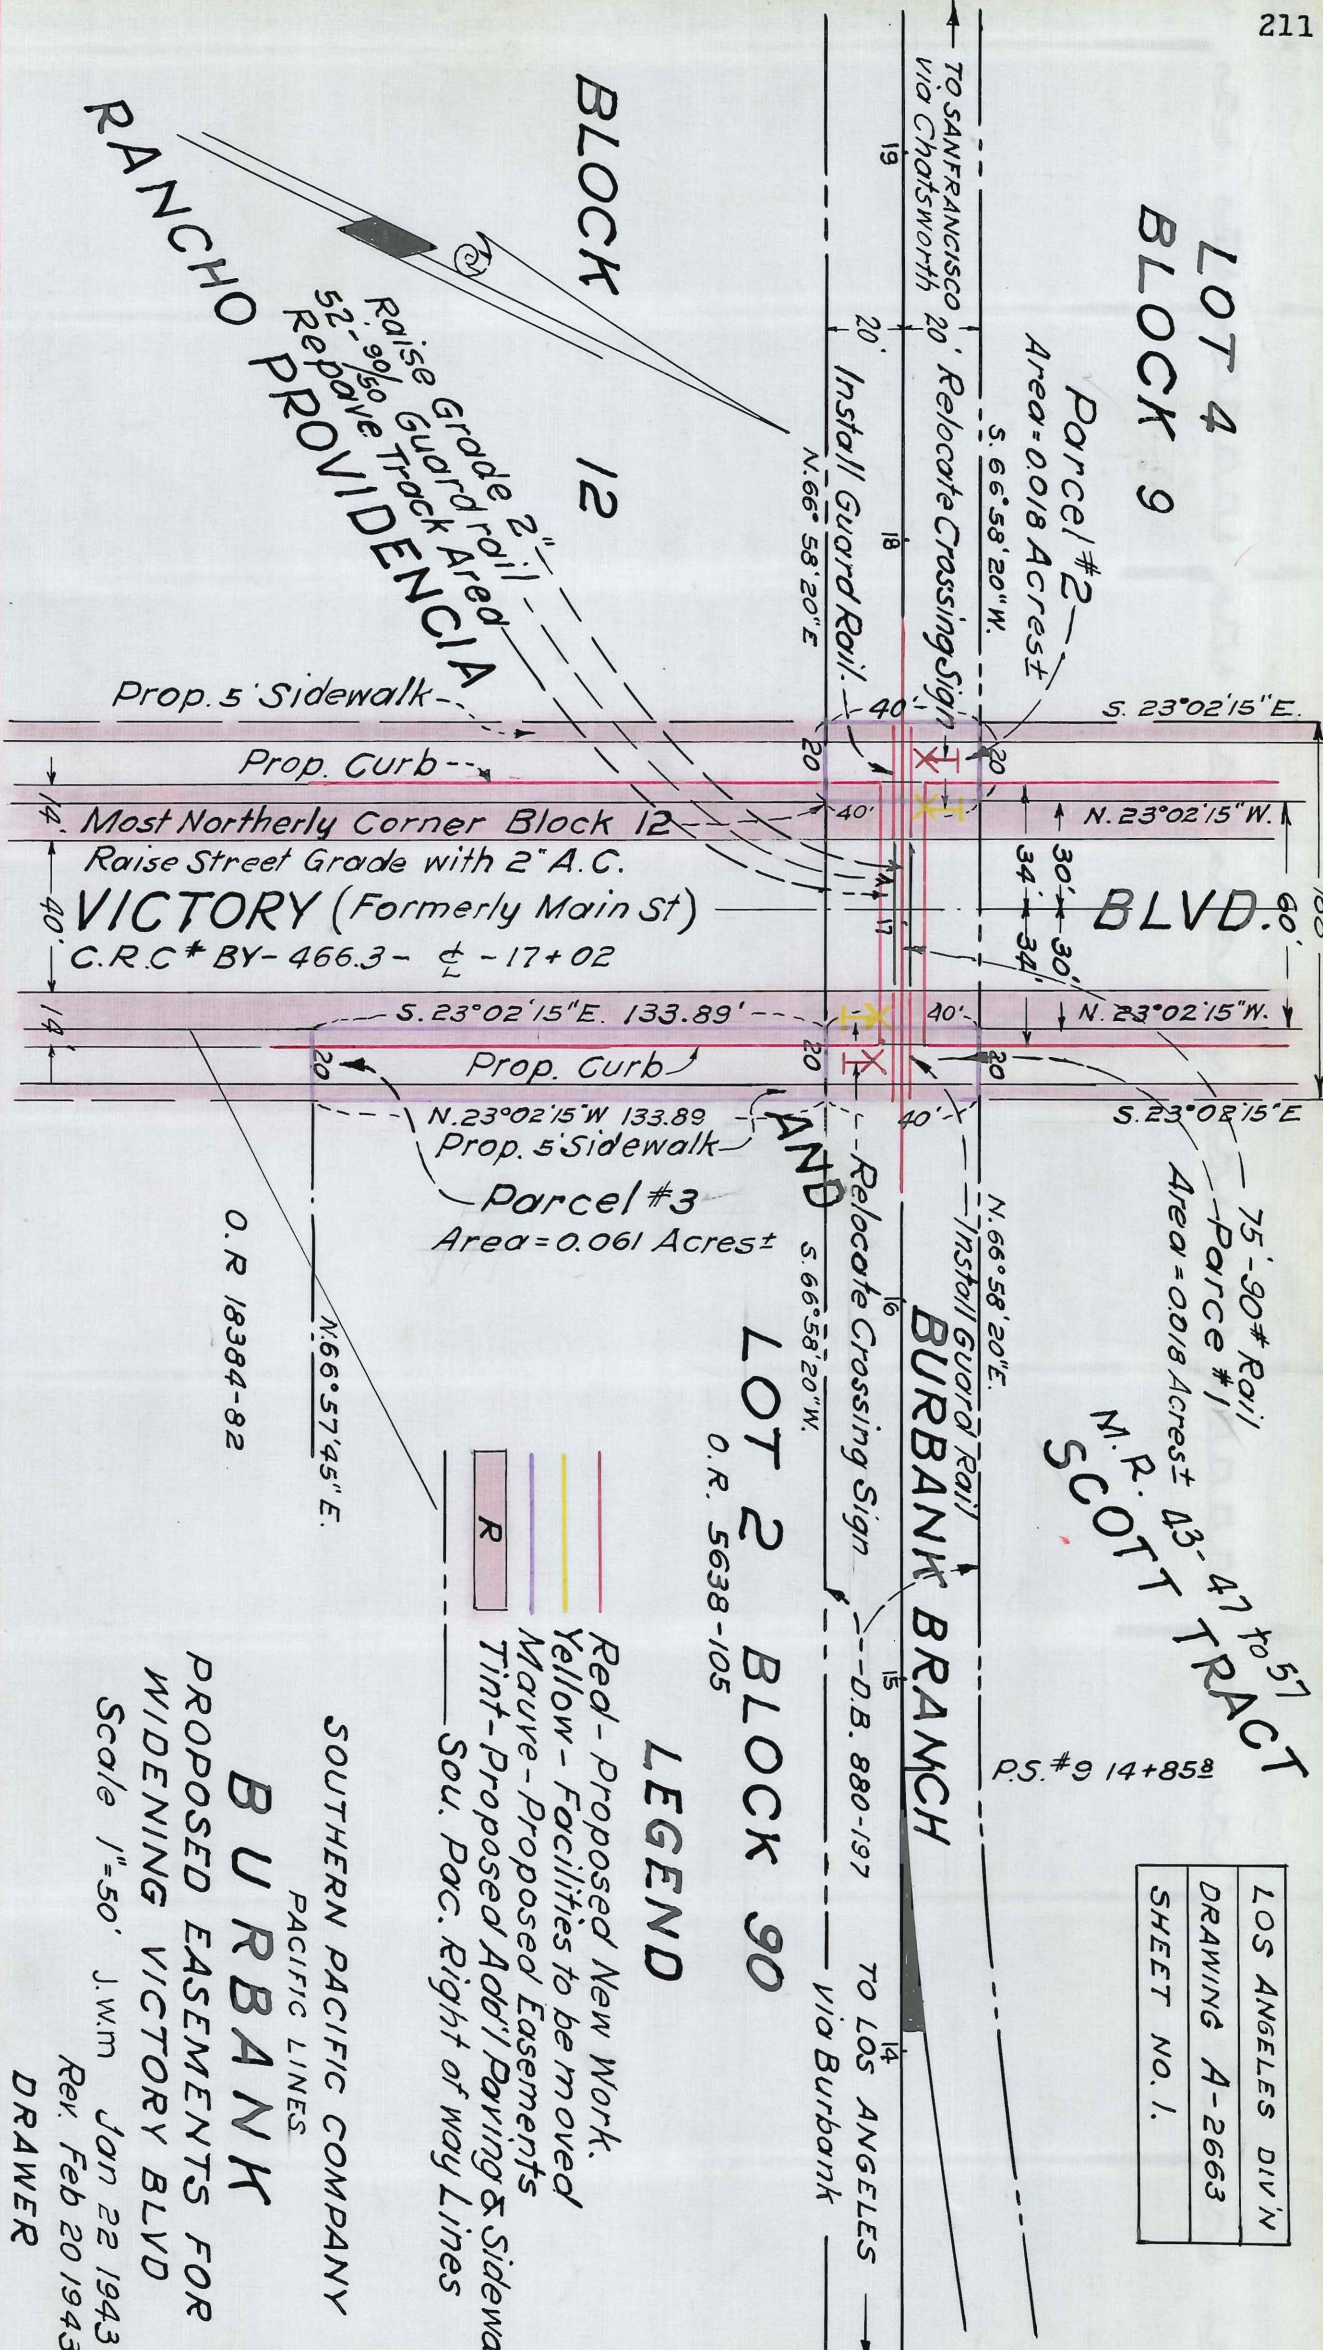 211
LOS ANGELES DIV'N
DRAWING A-2663
SHEET NO. 1.
LOT 4
BLOCK 9
TO SANFRANCISCO
via Chatsworth
19
18
17
16
15
14
20'
20'
Relocate Crossing Sign
Install Guard Rail.
S. 66° 58' 20" W.
N. 66° 58' 20" E
Parcel #2
Area = 0.018 Acres±
BLOCK 12
RANCHO PROVIDENCIA
AND
SCOTT TRACT
M.R. 43-47 to 57
Raise Grade 2"
52'-90/50 Guard rail
Repave Track Area
Prop. 5' Sidewalk
Prop. Curb
Most Northerly Corner Block 12
Raise Street Grade with 2" A.C.
VICTORY (Formerly Main St)
BLVD.
C.R.C# BY-466.3- ℄ -17+02
14'
40'
14'
S. 23°02'15" E.
N. 23°02'15" W.
N. 23°02'15" W.
S. 23°02'15" E
40'
20
20
40'
30'
30'
34'
34'
60'
40'
20
20
40'
20
S. 23°02'15" E. 133.89'
Prop. Curb
N. 23°02'15" W 133.89
Prop. 5' Sidewalk
Parcel #3
Area = 0.061 Acres±
75'-90# Rail
Parce #1
Area = 0.018 Acres±
N. 66° 58' 20" E.
Install Guard Rail
BURBANK BRANCH
Relocate Crossing Sign
S. 66° 58' 20" W.
P.S. #9 14+858
D.B. 880-197
TO LOS ANGELES
via Burbank
LOT 2 BLOCK 90
O.R. 5638-105
O.R 18384-82
N. 66° 57' 45" E.
LEGEND
Red - Proposed New Work.
Yellow - Facilities to be moved
Mauve - Proposed Easements
R
Tint - Proposed Add'l Paving & Sidewa
Sou. Pac. Right of way Lines
SOUTHERN PACIFIC COMPANY
PACIFIC LINES
BURBANK
PROPOSED EASEMENTS FOR
WIDENING VICTORY BLVD
Scale 1"=50' J.W.m Jan 22 1943
Rev. Feb 20 1943
DRAWER